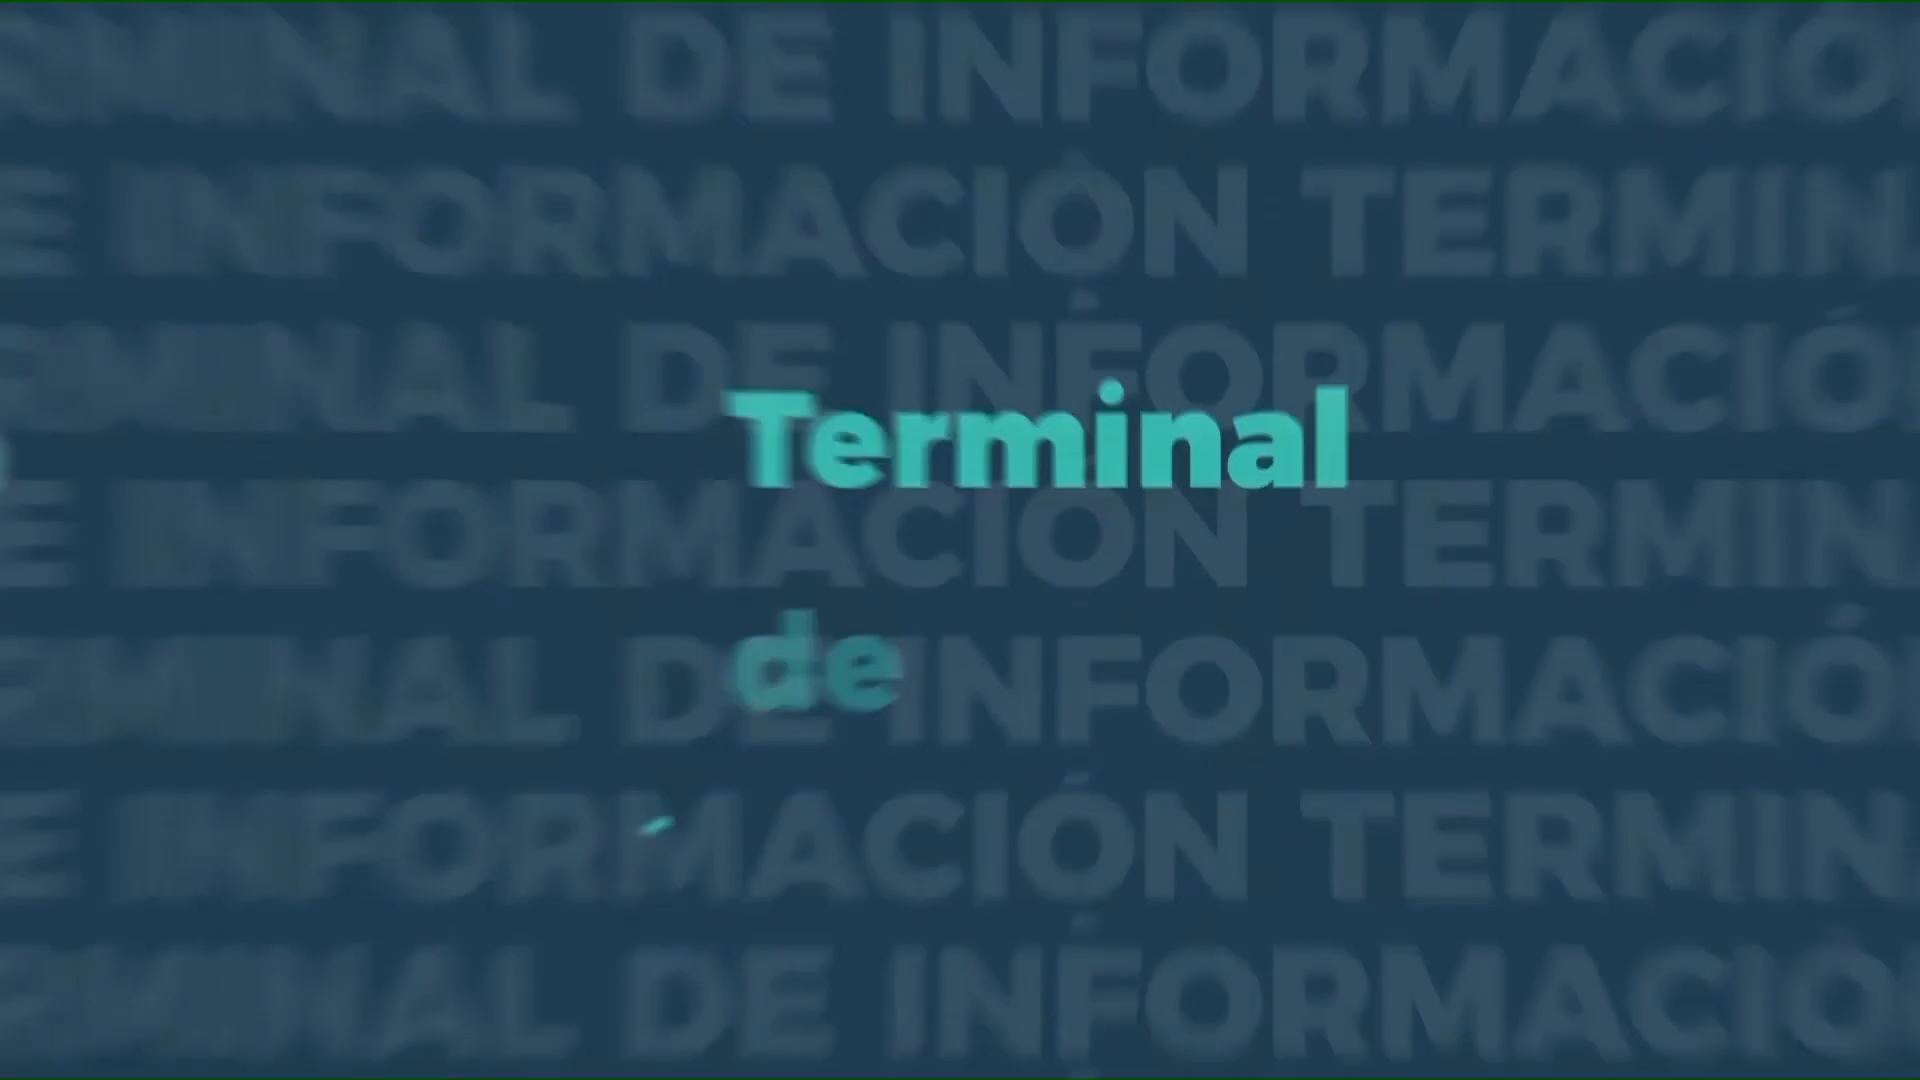 RMINAL DE INFORMACIÓ
E INFORMACIÓN TERMIN
RMINAL DE INFORMACIÓ
Terminal
E INFORMACIÓN TERMIN
de
RMINAL DE INFORMACIÓ
E INFORMACIÓN TERMIN
RMINAL DE INFORMACIÓ